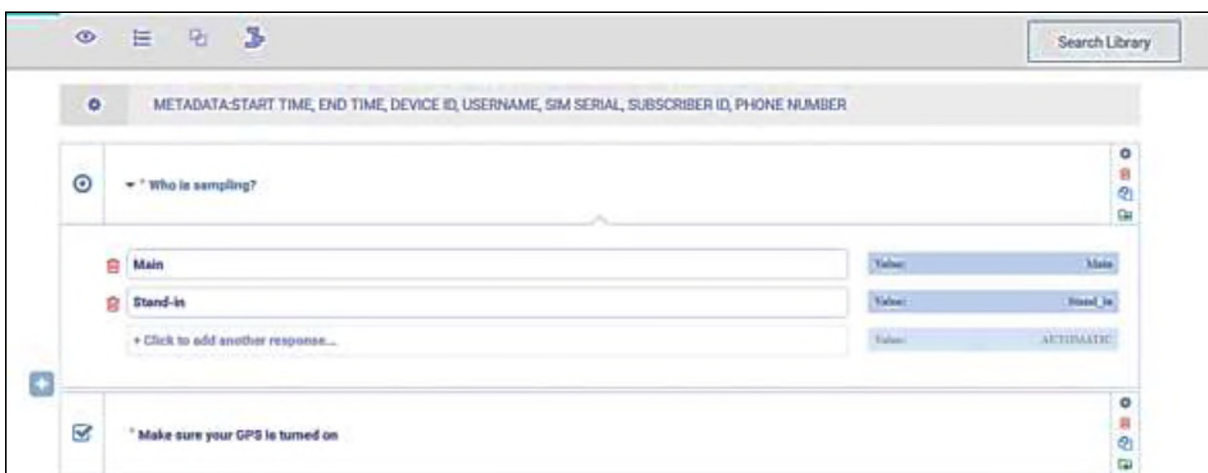 Search Library
METADATA:START TIME, END TIME, DEVICE ID, USERNAME, SIM SERIAL, SUBSCRIBER ID, PHONE NUMBER
* Who is sampling?
Main Value: Main
Stand-in Value: Stand_in
+ Click to add another response... Value: AUTOMATIC
* Make sure your GPS is turned on